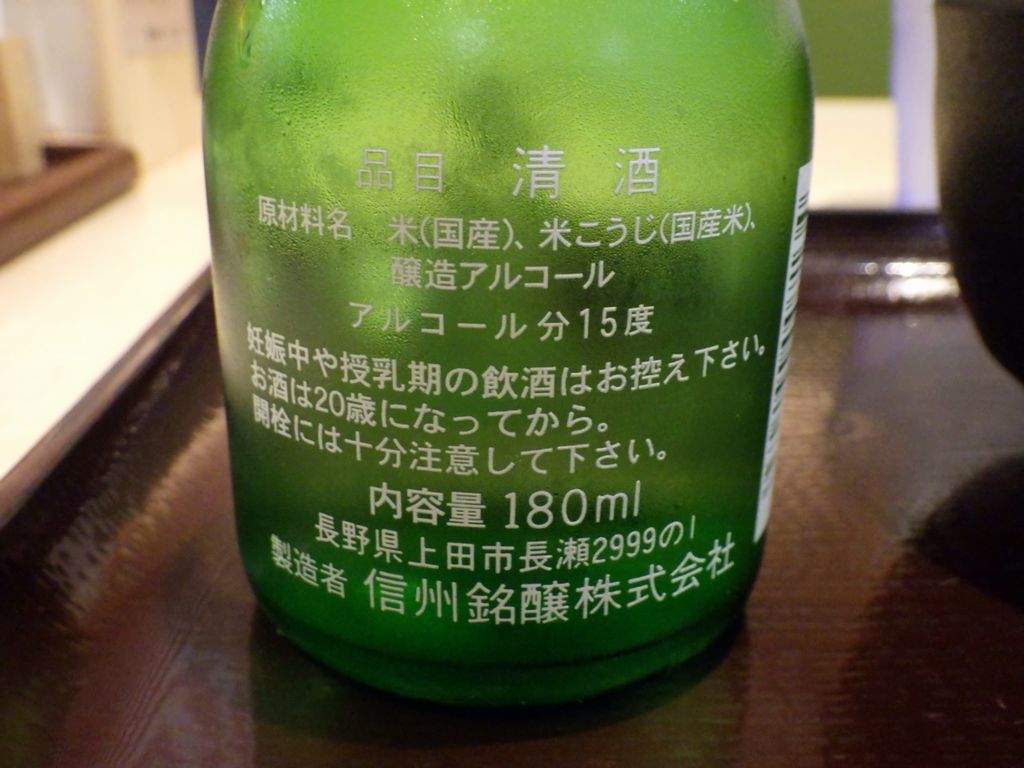 品目 清酒
原材料名 米(国産)、米こうじ(国産米)、
醸造アルコール
アルコール分15度
妊娠中や授乳期の飲酒はお控え下さい。
お酒は20歳になってから。
開栓には十分注意して下さい。
内容量 180ml
長野県上田市長瀬2999の1
製造者 信州銘醸株式会社